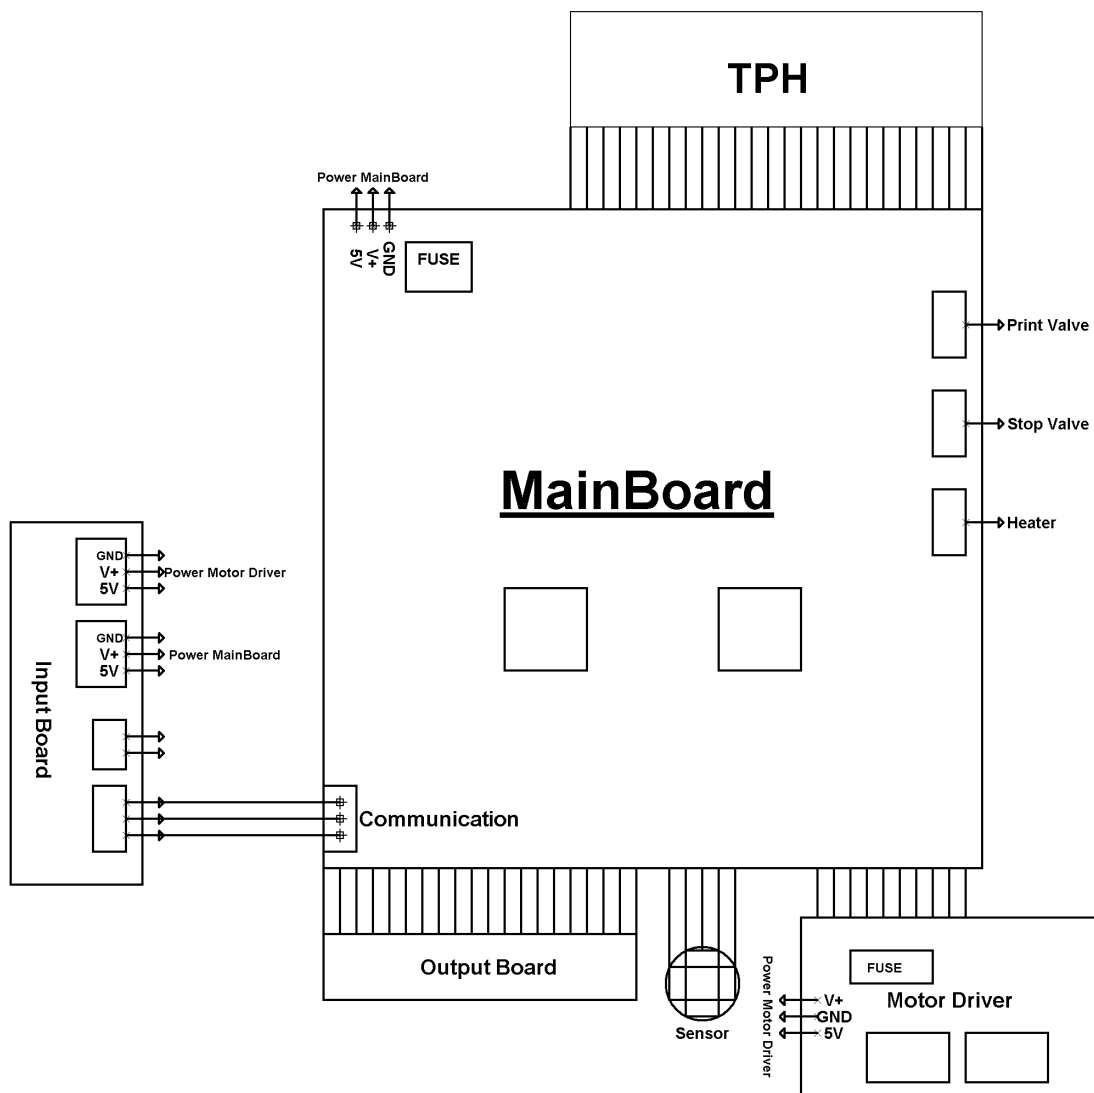 TPH
Power MainBoard
5V
V+
GND
FUSE
Print Valve
Stop Valve
Heater
MainBoard
Input Board
GND
V+
5V
Power Motor Driver
GND
V+
5V
Power MainBoard
Communication
Output Board
Sensor
Power Motor Driver
V+
GND
5V
FUSE
Motor Driver